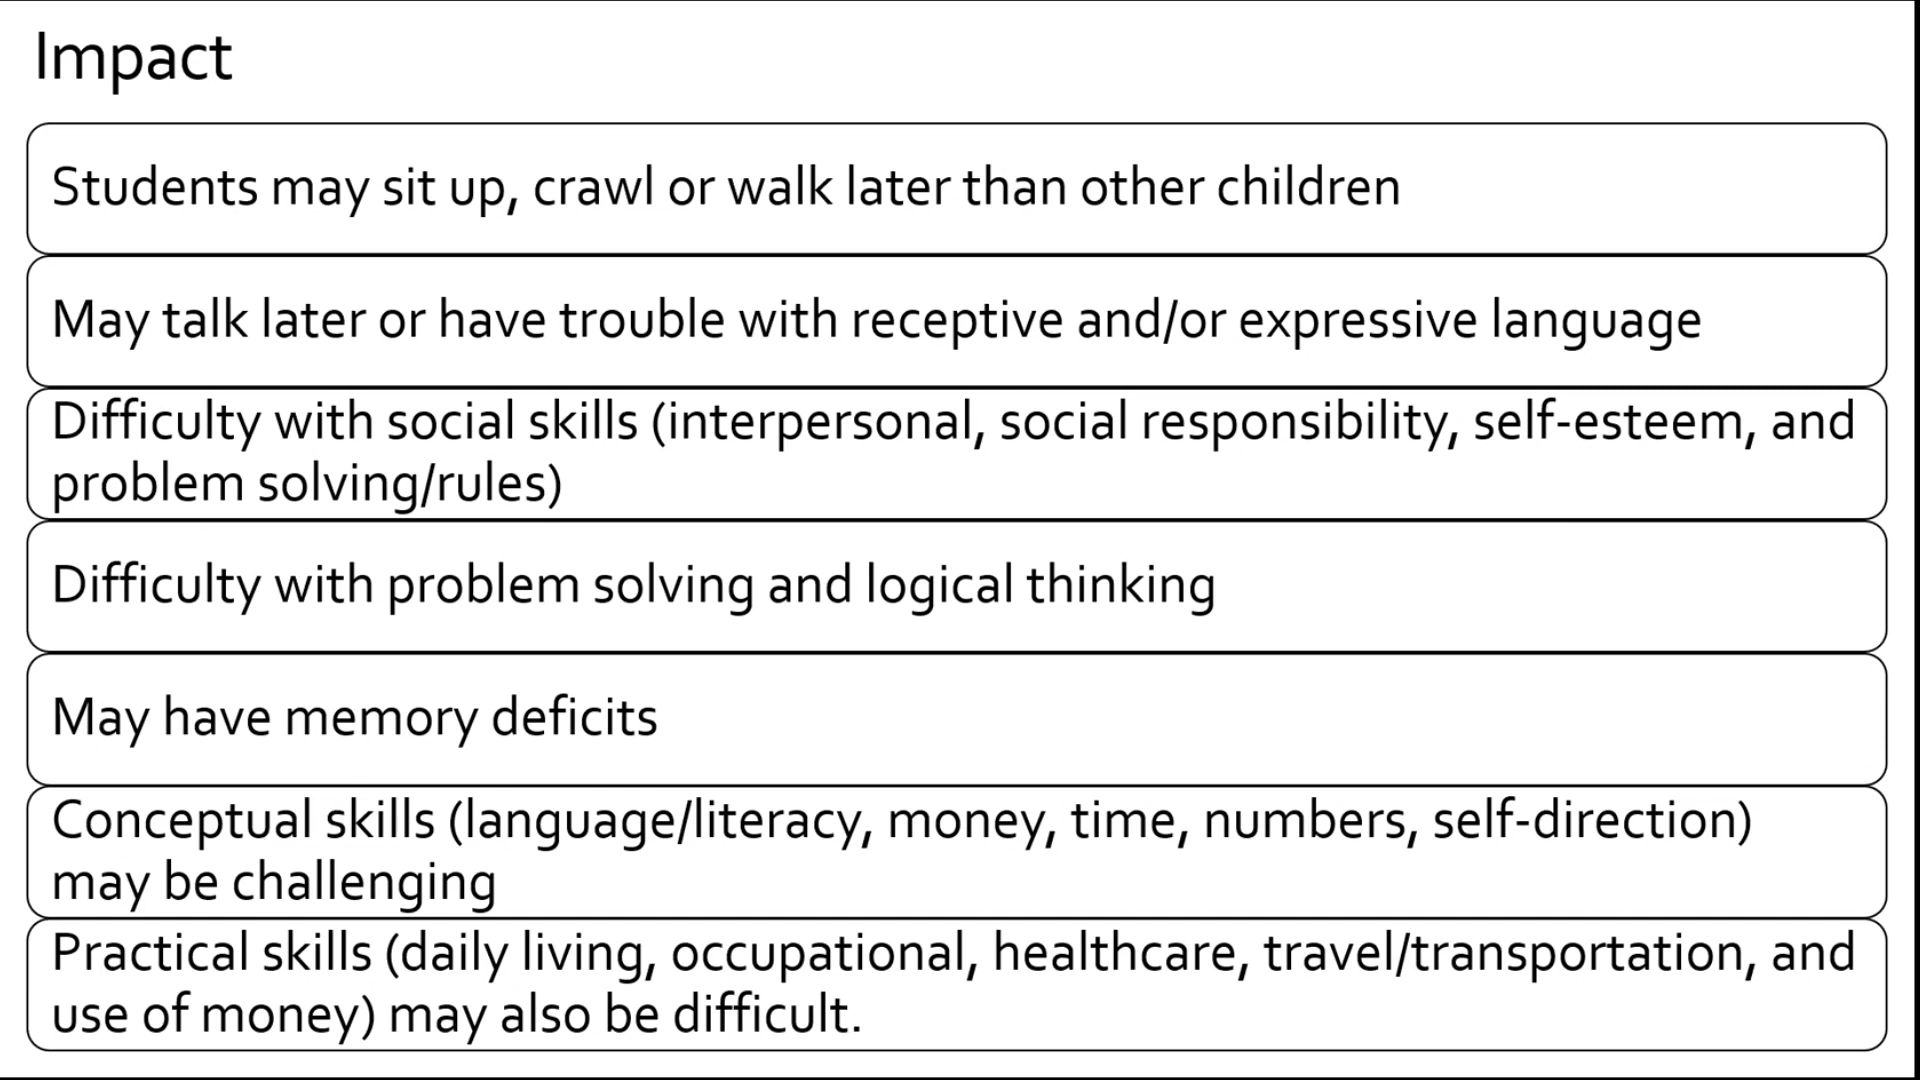 Impact
Students may sit up, crawl or walk later than other children
May talk later or have trouble with receptive and/or expressive language
Difficulty with social skills (interpersonal, social responsibility, self-esteem, and
problem solving/rules)
Difficulty with problem solving and logical thinking
May have memory deficits
Conceptual skills (language/literacy, money, time, numbers, self-direction)
may be challenging
Practical skills (daily living, occupational, healthcare, travel/transportation, and
use of money) may also be difficult.